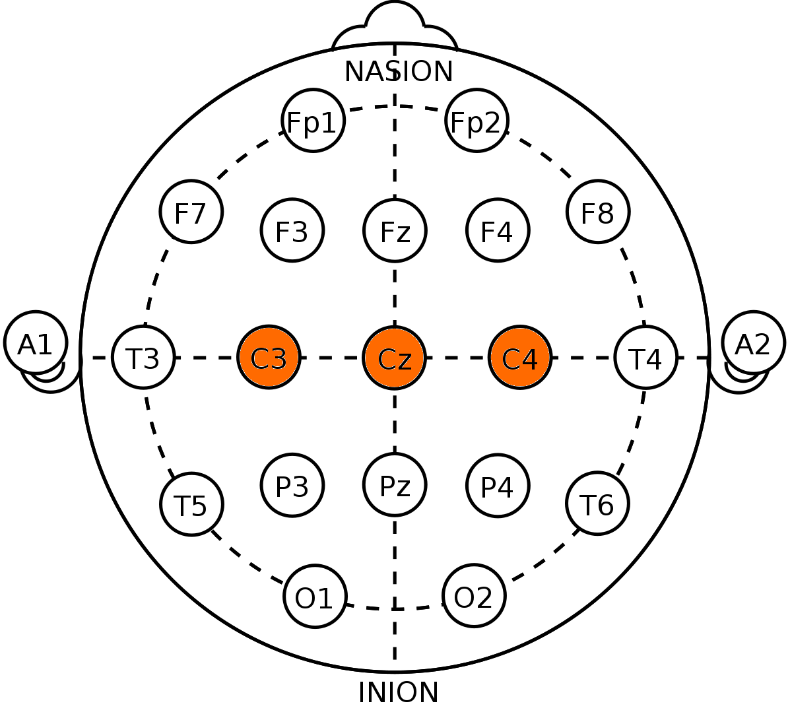 NASION
Fp1 Fp2
F7 F3 Fz F4 F8
A1 T3 C3 Cz C4 T4 A2
T5 P3 Pz P4 T6
O1 O2
INION